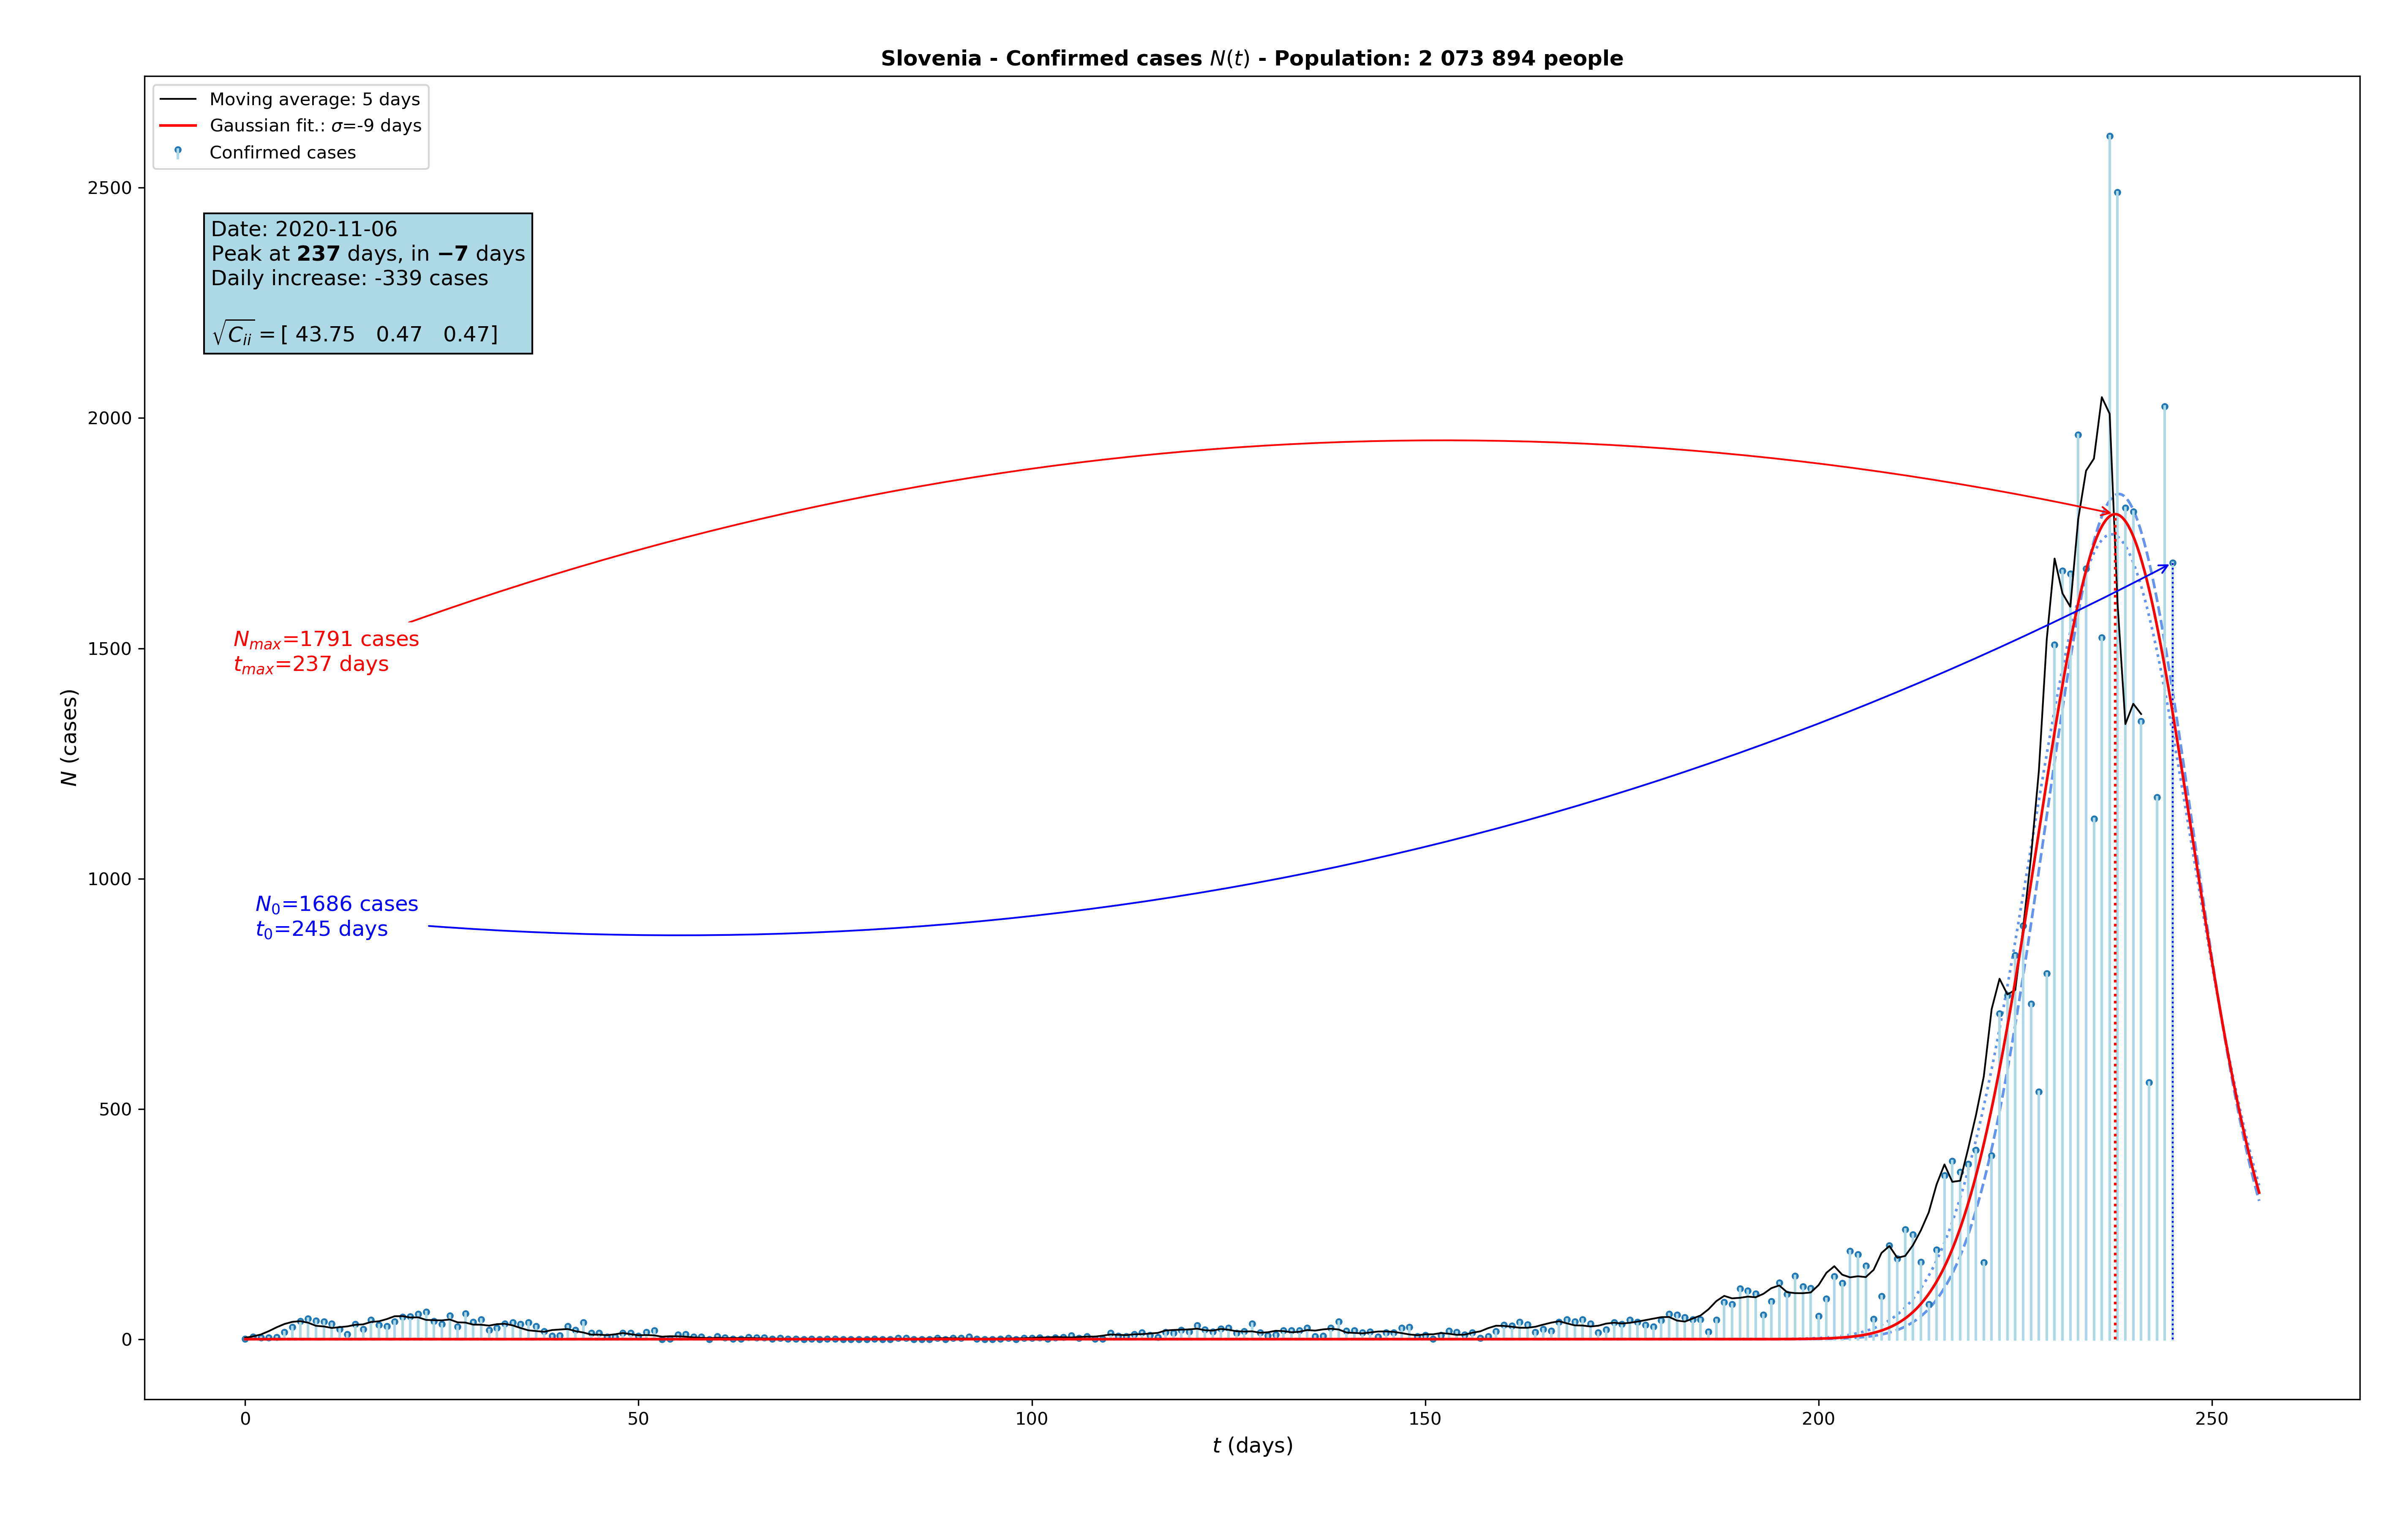 Slovenia - Confirmed cases N(t) - Population: 2 073 894 people
Moving average: 5 days
Gaussian fit.: σ=-9 days
Confirmed cases
Date: 2020-11-06
Peak at 237 days, in −7 days
Daily increase: -339 cases
√C_ii = [ 43.75 0.47 0.47]
N_max=1791 cases
t_max=237 days
N_0=1686 cases
t_0=245 days
N (cases)
2500
2000
1500
1000
500
0
0 50 100 150 200 250
t (days)